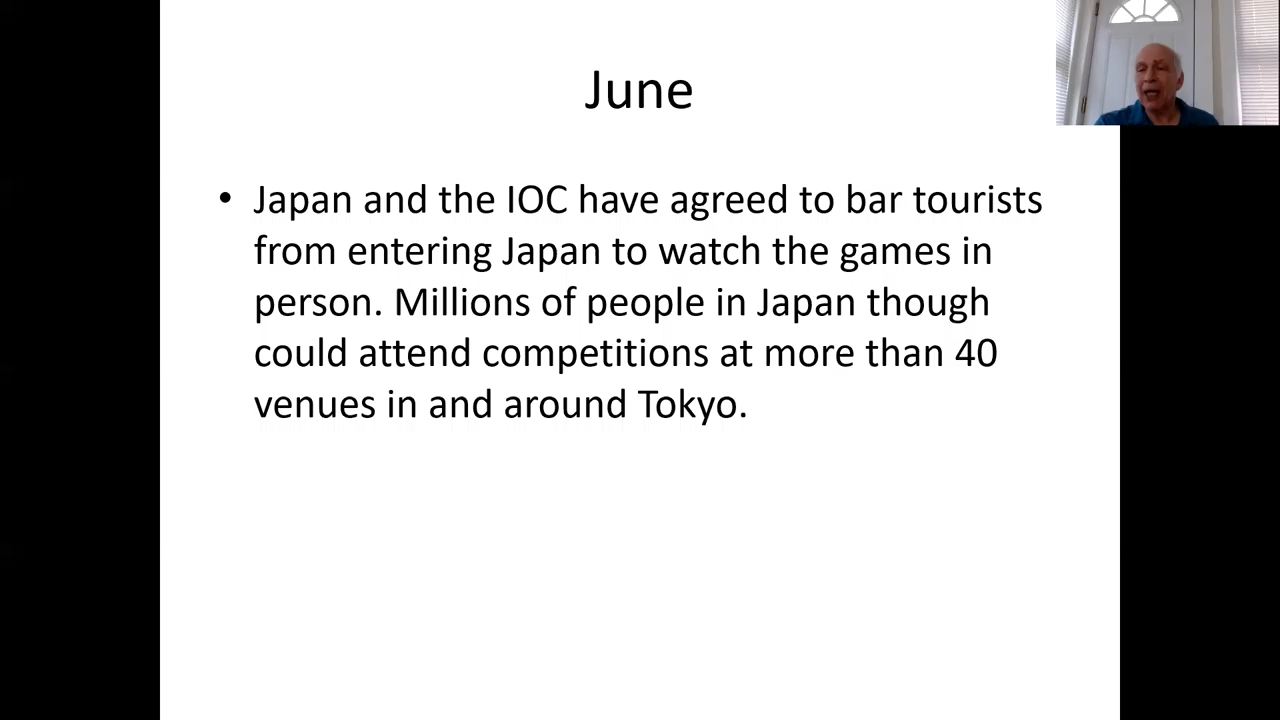 June
• Japan and the IOC have agreed to bar tourists
from entering Japan to watch the games in
person. Millions of people in Japan though
could attend competitions at more than 40
venues in and around Tokyo.